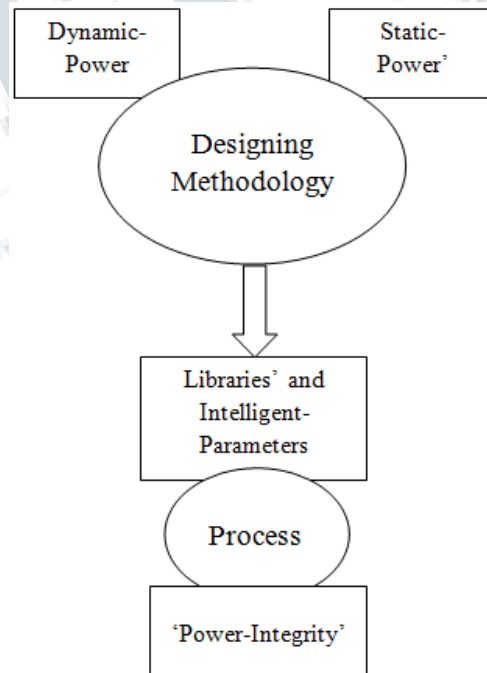 Dynamic-
Power
Static-
Power’
Designing
Methodology
Libraries’ and
Intelligent-
Parameters
Process
‘Power-Integrity’